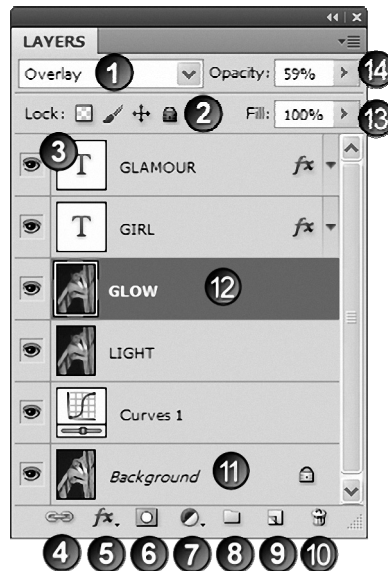 LAYERS
Overlay 1 Opacity: 59% 14
Lock: 2 Fill: 100% 13
3 T GLAMOUR fx
T GIRL fx
GLOW 12
LIGHT
Curves 1
Background 11
fx
4 5 6 7 8 9 10